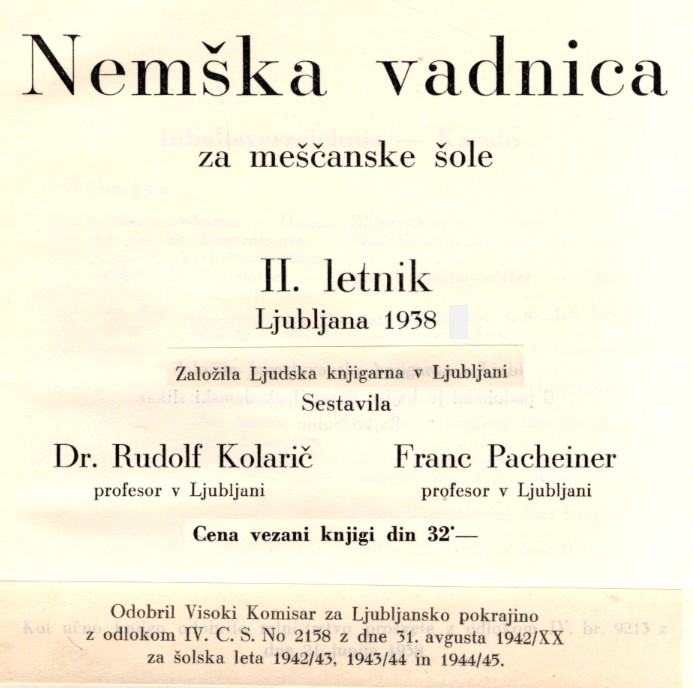 Nemška vadnica
za meščanske šole
II. letnik
Ljubljana 1938
Založila Ljudska knjigarna v Ljubljani
Sestavila
Dr. Rudolf Kolarič Franc Pacheiner
profesor v Ljubljani profesor v Ljubljani
Cena vezani knjigi din 32·—
Odobril Visoki Komisar za Ljubljansko pokrajino
z odlokom IV. C. S. No 2158 z dne 31. avgusta 1942/XX
za šolska leta 1942/43, 1943/44 in 1944/45.